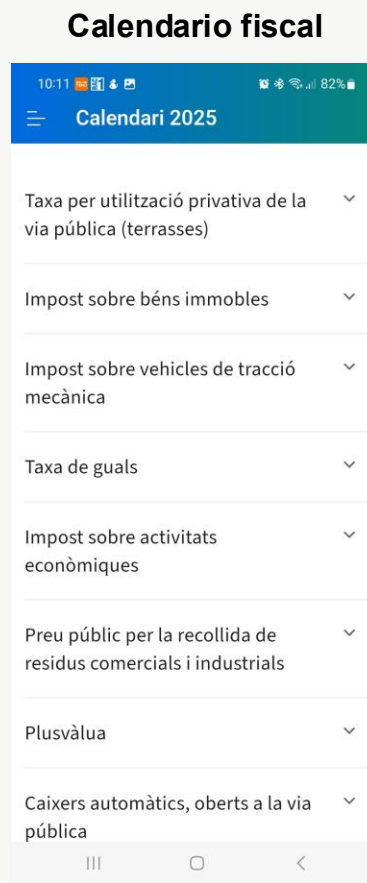 Calendario fiscal
10:11 82%
Calendari 2025
Taxa per utilització privativa de la
via pública (terrasses)
Impost sobre béns immobles
Impost sobre vehicles de tracció
mecànica
Taxa de guals
Impost sobre activitats
econòmiques
Preu públic per la recollida de
residus comercials i industrials
Plusvàlua
Caixers automàtics, oberts a la via
pública